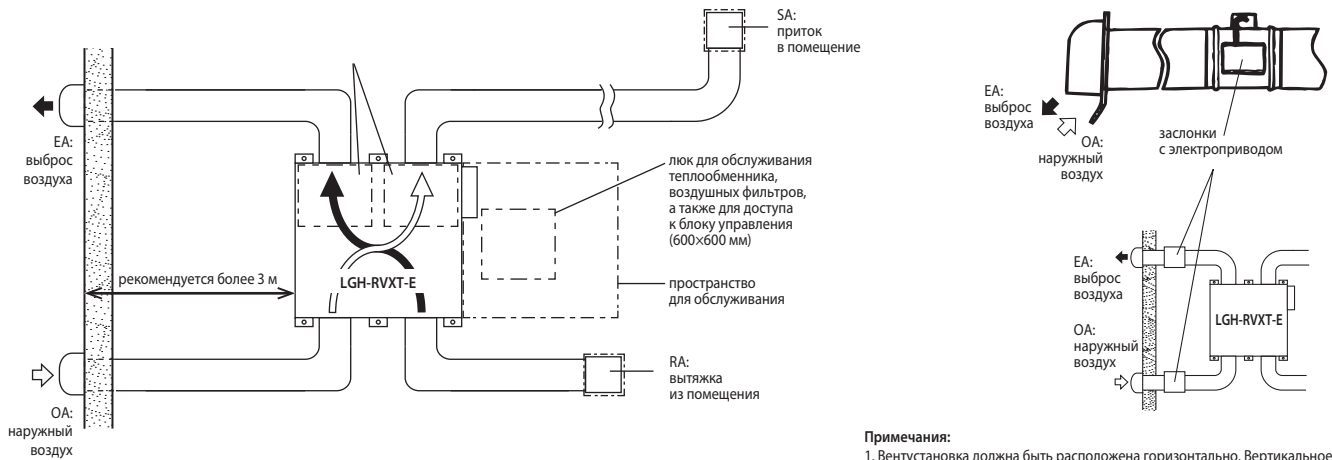 SA:
приток
в помещение
EA:
выброс
воздуха
люк для обслуживания
теплообменника,
воздушных фильтров,
а также для доступа
к блоку управления
(600×600 мм)
рекомендуется более 3 м
LGH-RVXT-E
пространство
для обслуживания
RA:
вытяжка
из помещения
OA:
наружный
воздух
EA:
выброс
воздуха
OA:
наружный
воздух
заслонки
с электроприводом
EA:
выброс
воздуха
OA:
наружный
воздух
LGH-RVXT-E
Примечания:
1. Вентустановка должна быть расположена горизонтально. Вертикальное